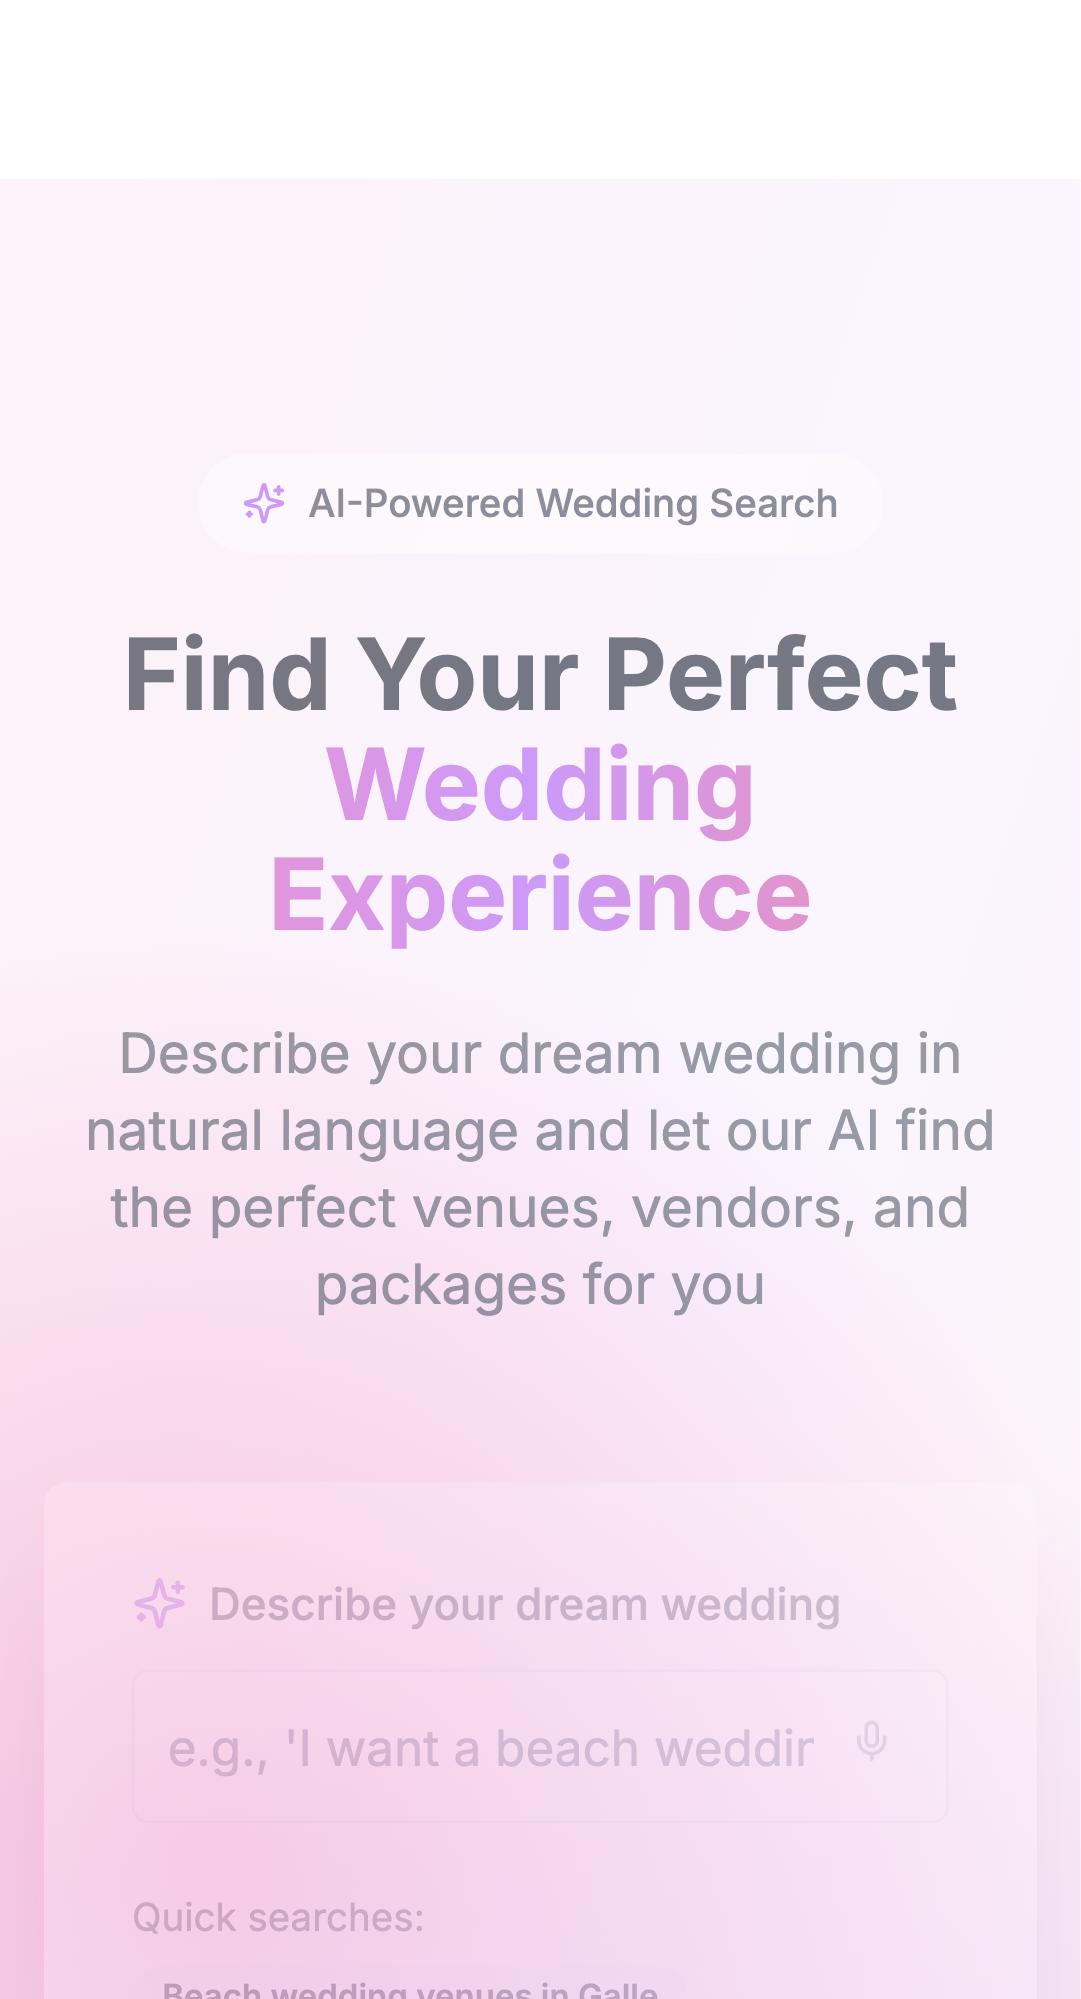 AI-Powered Wedding Search
Find Your Perfect
Wedding
Experience
Describe your dream wedding in
natural language and let our AI find
the perfect venues, vendors, and
packages for you
Describe your dream wedding
e.g., 'I want a beach weddin
Quick searches:
Beach wedding venues in Galle